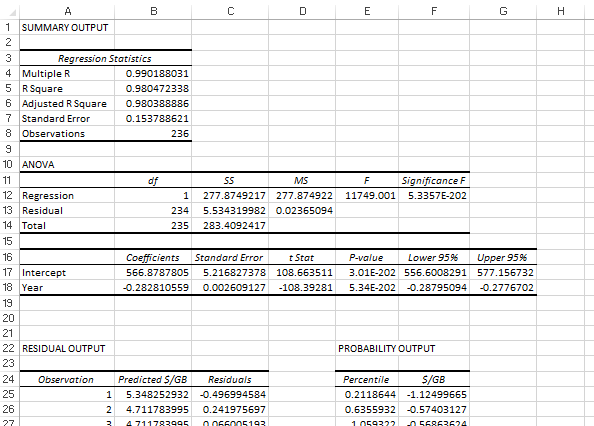 A B C D E F G H
1 SUMMARY OUTPUT
2
3 Regression Statistics
4 Multiple R 0.990188031
5 R Square 0.980472338
6 Adjusted R Square 0.980388886
7 Standard Error 0.153788621
8 Observations 236
9
10 ANOVA
11 df SS MS F Significance F
12 Regression 1 277.8749217 277.874922 11749.001 5.3357E-202
13 Residual 234 5.534319982 0.02365094
14 Total 235 283.4092417
15
16 Coefficients Standard Error t Stat P-value Lower 95% Upper 95%
17 Intercept 566.8787805 5.216827378 108.663511 3.01E-202 556.6008291 577.156732
18 Year -0.282810559 0.002609127 -108.39281 5.34E-202 -0.28795094 -0.2776702
19
20
21
22 RESIDUAL OUTPUT PROBABILITY OUTPUT
23
24 Observation Predicted $/GB Residuals Percentile $/GB
25 1 5.348252932 -0.496994584 0.2118644 -1.12499665
26 2 4.711783995 0.241975697 0.6355932 -0.57403127
27 3 4.711783995 0.066005193 1.059322 -0.56863624